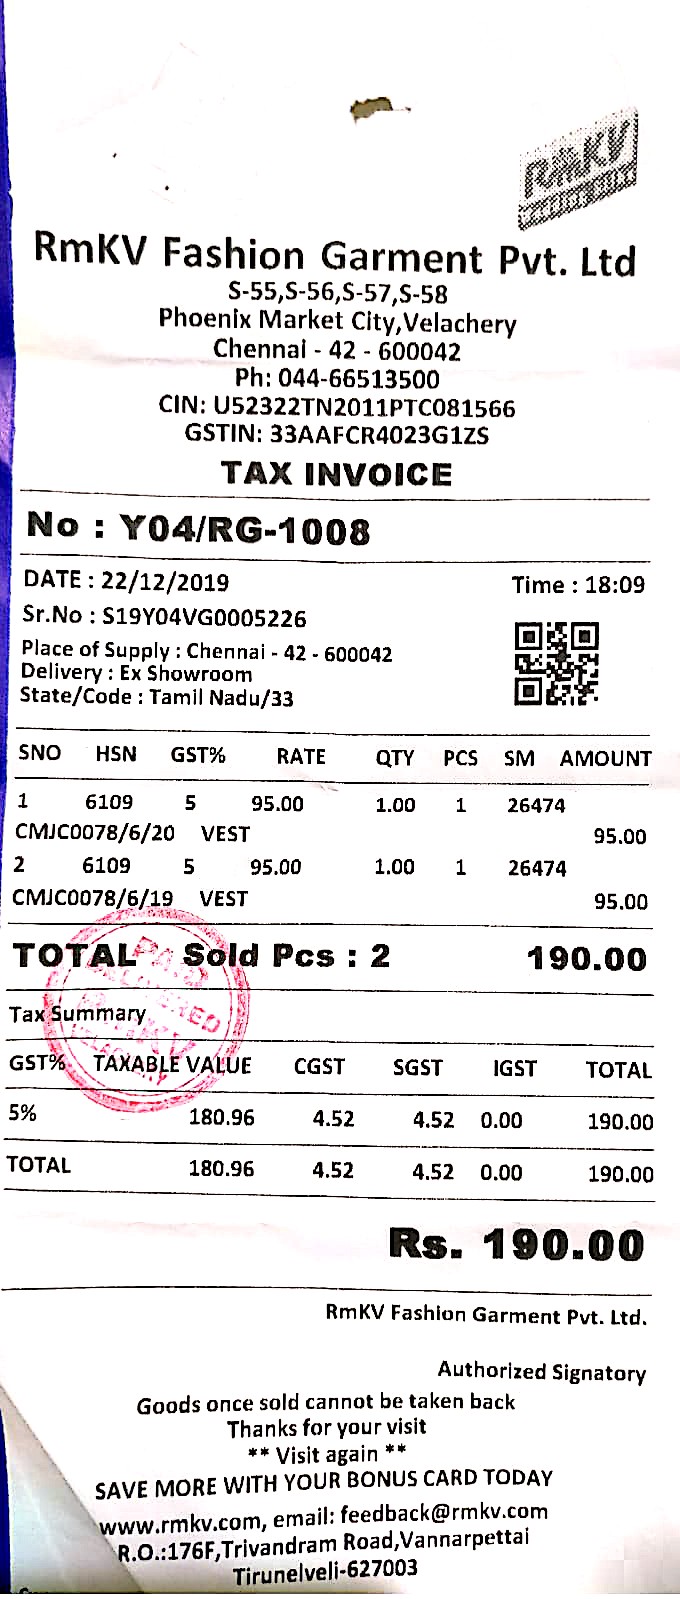 RmKV
RmKV Fashion Garment Pvt. Ltd
S-55,S-56,S-57,S-58
Phoenix Market City,Velachery
Chennai - 42 - 600042
Ph: 044-66513500
CIN: U52322TN2011PTC081566
GSTIN: 33AAFCR4023G1ZS
TAX INVOICE
No : Y04/RG-1008
DATE : 22/12/2019 Time : 18:09
Sr.No : S19Y04VG0005226
Place of Supply : Chennai - 42 - 600042
Delivery : Ex Showroom
State/Code : Tamil Nadu/33
SNO HSN GST% RATE QTY PCS SM AMOUNT
1 6109 5 95.00 1.00 1 26474
CMJC0078/6/20 VEST 95.00
2 6109 5 95.00 1.00 1 26474
CMJC0078/6/19 VEST 95.00
TOTAL Sold Pcs : 2 190.00
PAID
DELIVERED
Tax Summary
GST% TAXABLE VALUE CGST SGST IGST TOTAL
5% 180.96 4.52 4.52 0.00 190.00
TOTAL 180.96 4.52 4.52 0.00 190.00
Rs. 190.00
RmKV Fashion Garment Pvt. Ltd.
Authorized Signatory
Goods once sold cannot be taken back
Thanks for your visit
** Visit again **
SAVE MORE WITH YOUR BONUS CARD TODAY
www.rmkv.com, email: feedback@rmkv.com
R.O.:176F,Trivandram Road,Vannarpettai
Tirunelveli-627003